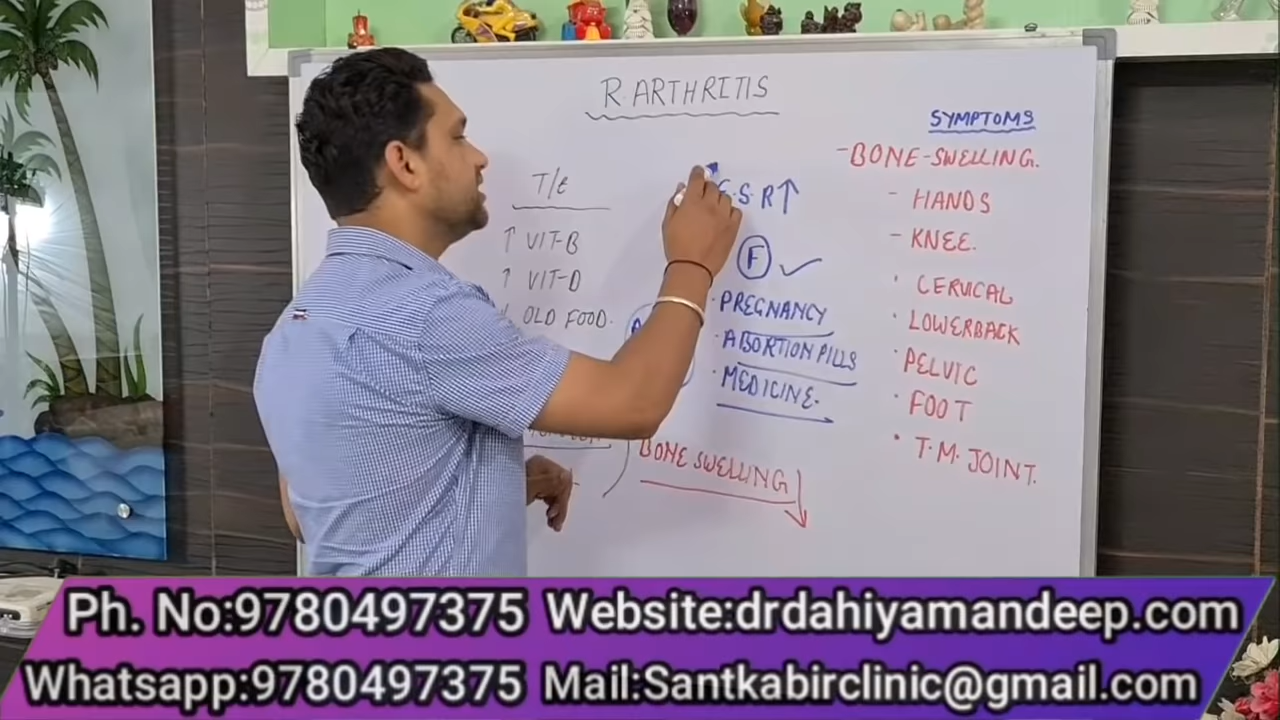 R. ARTHRITIS
T/t
↑ VIT-B
↑ VIT-D
OLD FOOD.
E.S.R↑
F ✓
· PREGNANCY
· ABORTION PILLS
· MEDICINE.
BONE SWELLING
SYMPTOMS
- BONE-SWELLING.
- HANDS
- KNEE.
· CERVICAL
· LOWERBACK
· PELVIC
· FOOT
· T.M. JOINT.
Ph. No:9780497375 Website:drdahiyamandeep.com
Whatsapp:9780497375 Mail:Santkabirclinic@gmail.com